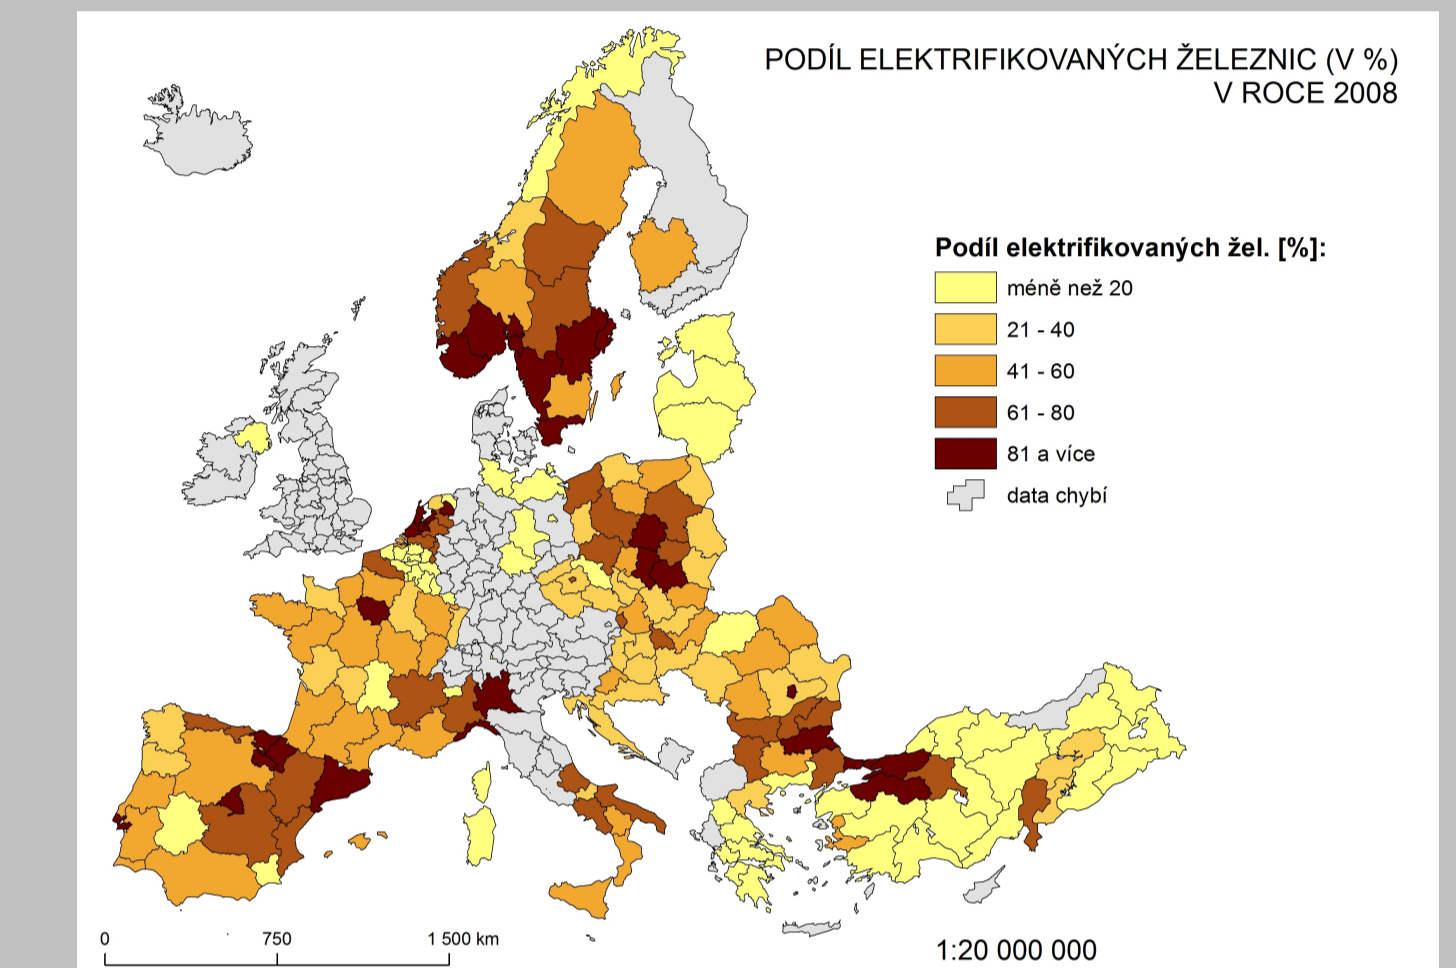 PODÍL ELEKTRIFIKOVANÝCH ŽELEZNIC (V %)
V ROCE 2008
Podíl elektrifikovaných žel. [%]:
méně než 20
21 - 40
41 - 60
61 - 80
81 a více
data chybí
0 750 1 500 km
1:20 000 000